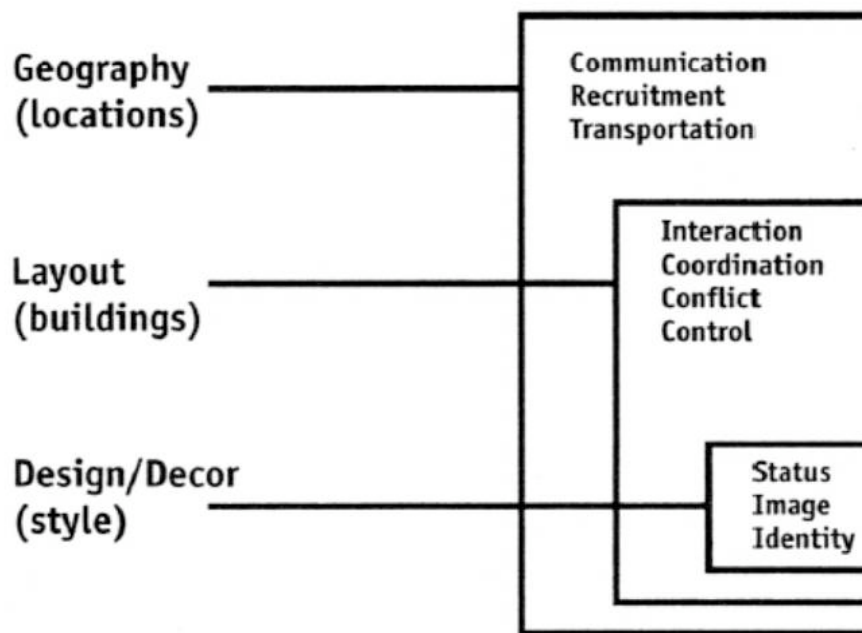 Geography
(locations)
Communication
Recruitment
Transportation
Layout
(buildings)
Interaction
Coordination
Conflict
Control
Design/Decor
(style)
Status
Image
Identity